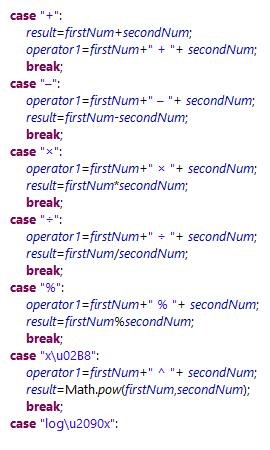 case "+":
result=firstNum+secondNum;
operator1=firstNum+" + "+ secondNum;
break;
case "–":
operator1=firstNum+" – "+ secondNum;
result=firstNum-secondNum;
break;
case "×":
operator1=firstNum+" × "+ secondNum;
result=firstNum*secondNum;
break;
case "÷":
operator1=firstNum+" ÷ "+ secondNum;
result=firstNum/secondNum;
break;
case "%":
operator1=firstNum+" % "+ secondNum;
result=firstNum%secondNum;
break;
case "x\u02B8":
operator1=firstNum+" ^ "+ secondNum;
result=Math.pow(firstNum,secondNum);
break;
case "log\u2090x":